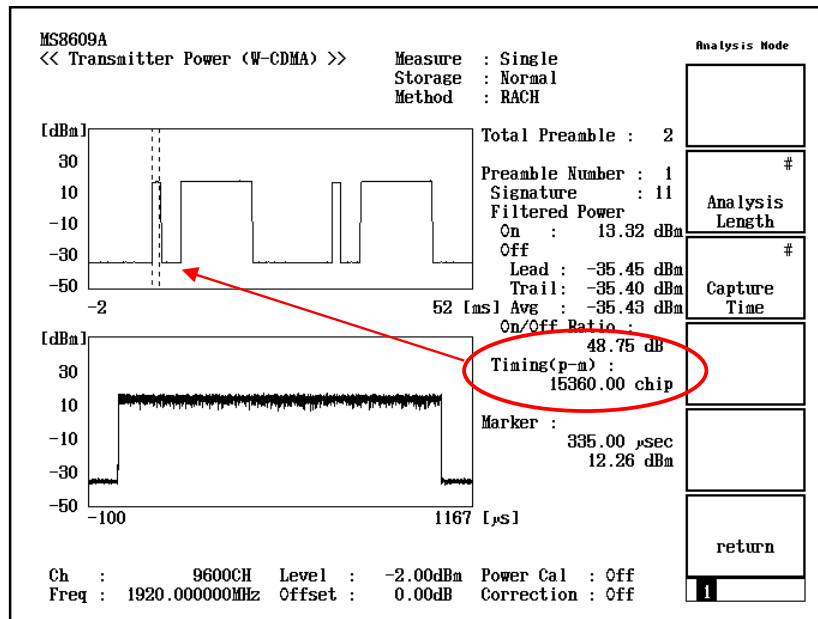 MS8609A
<< Transmitter Power (W-CDMA) >>
Measure : Single
Storage : Normal
Method : RACH
Analysis Mode
[dBm]
30
10
-10
-30
-50
-2
52 [ms]
Total Preamble : 2
Preamble Number : 1
Signature : 11
Filtered Power
On : 13.32 dBm
Off
Lead : -35.45 dBm
Trail: -35.40 dBm
Avg : -35.43 dBm
On/Off Ratio :
48.75 dB
Timing(p-m) :
15360.00 chip
Marker :
335.00 μsec
12.26 dBm
[dBm]
30
10
-10
-30
-50
-100
1167 [μs]
#
Analysis
Length
#
Capture
Time
return
1
Ch : 9600CH Level : -2.00dBm Power Cal : Off
Freq : 1920.000000MHz Offset : 0.00dB Correction : Off